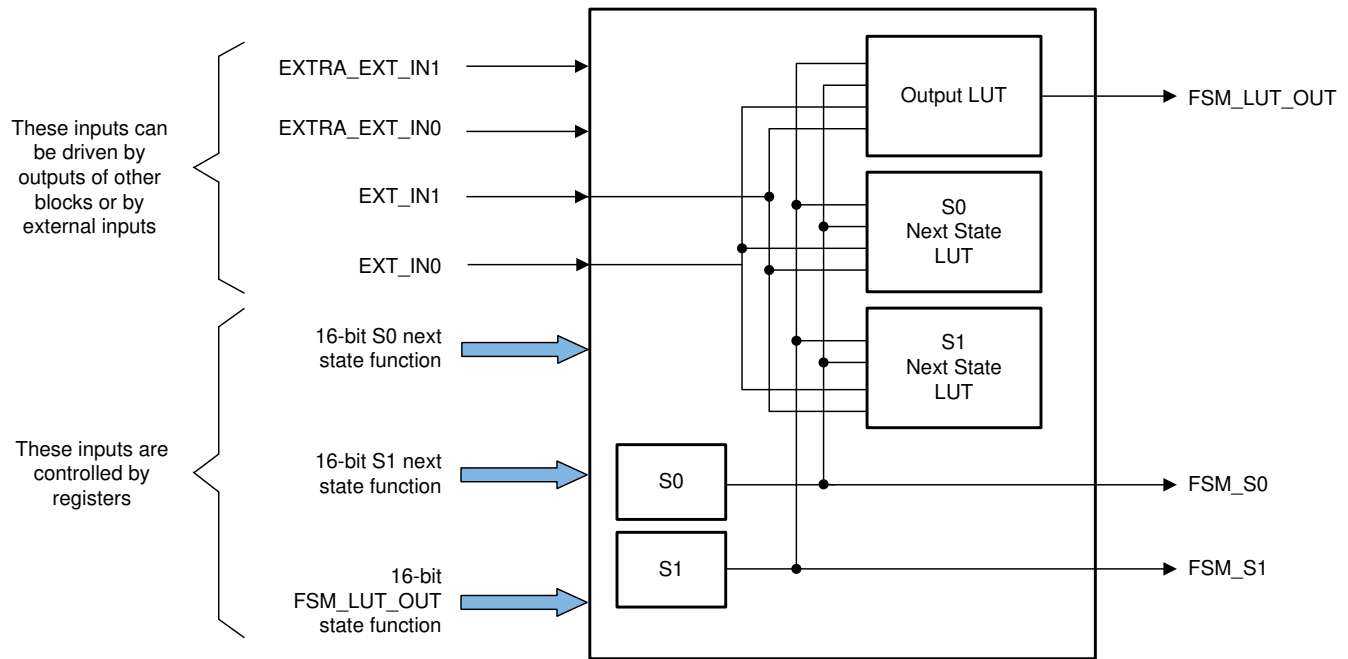 These inputs can
be driven by
outputs of other
blocks or by
external inputs
These inputs are
controlled by
registers
EXTRA_EXT_IN1
EXTRA_EXT_IN0
EXT_IN1
EXT_IN0
16-bit S0 next
state function
16-bit S1 next
state function
16-bit
FSM_LUT_OUT
state function
Output LUT
S0
Next State
LUT
S1
Next State
LUT
S0
S1
FSM_LUT_OUT
FSM_S0
FSM_S1